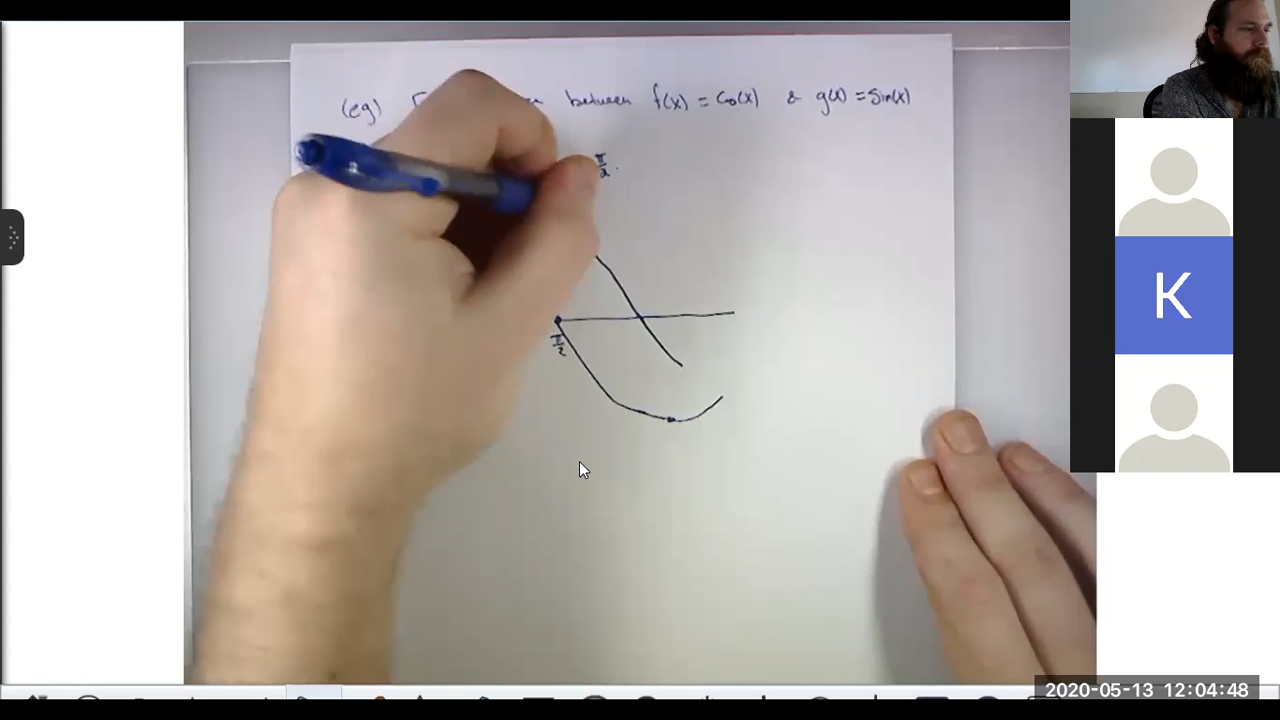 (eg) between f(x) = Cos(x) & g(x) = Sin(x)
π/2.
π/2
K
2020-05-13 12:04:48